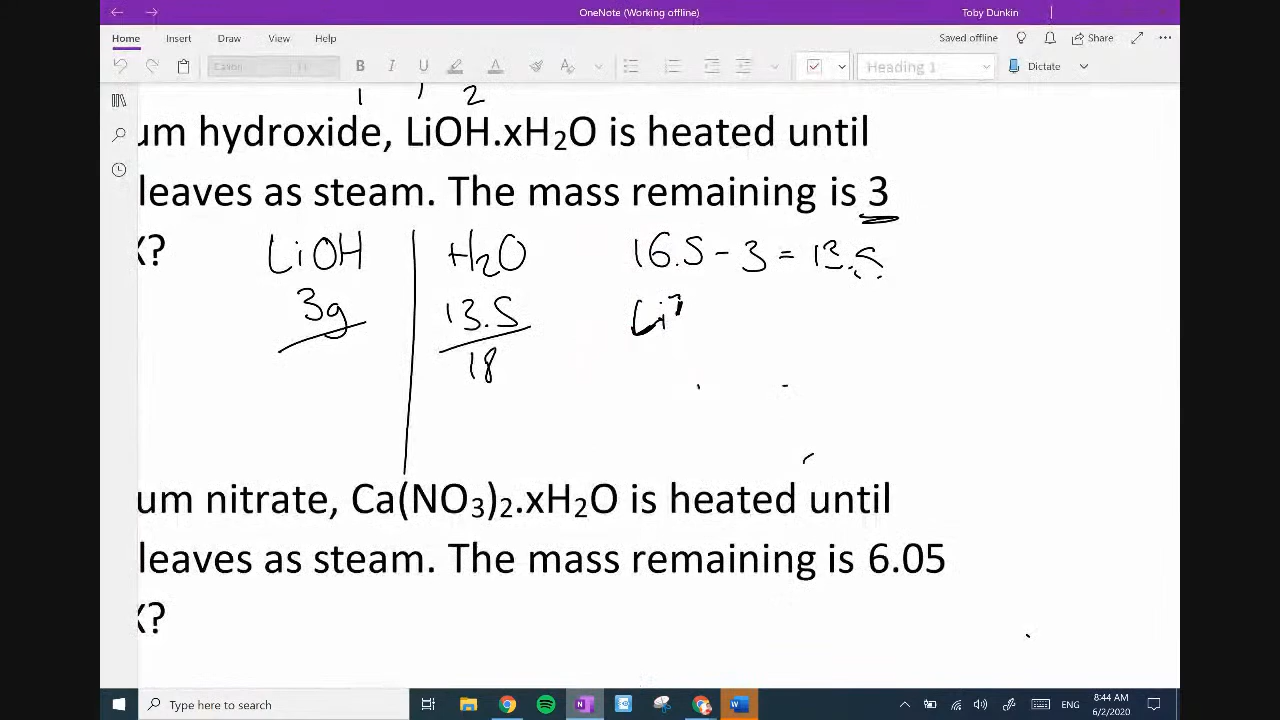 OneNote (Working offline)
Toby Dunkin
Home Insert Draw View Help
Saved offline
Share
Heading 1
Dictate
1 2
um hydroxide, LiOH.xH₂O is heated until
leaves as steam. The mass remaining is 3
X?
LiOH H₂O 16.5 - 3 = 13.5
3g 13.5 Li
18
um nitrate, Ca(NO₃)₂.xH₂O is heated until
leaves as steam. The mass remaining is 6.05
X?
Type here to search
ENG
8:44 AM
6/2/2020